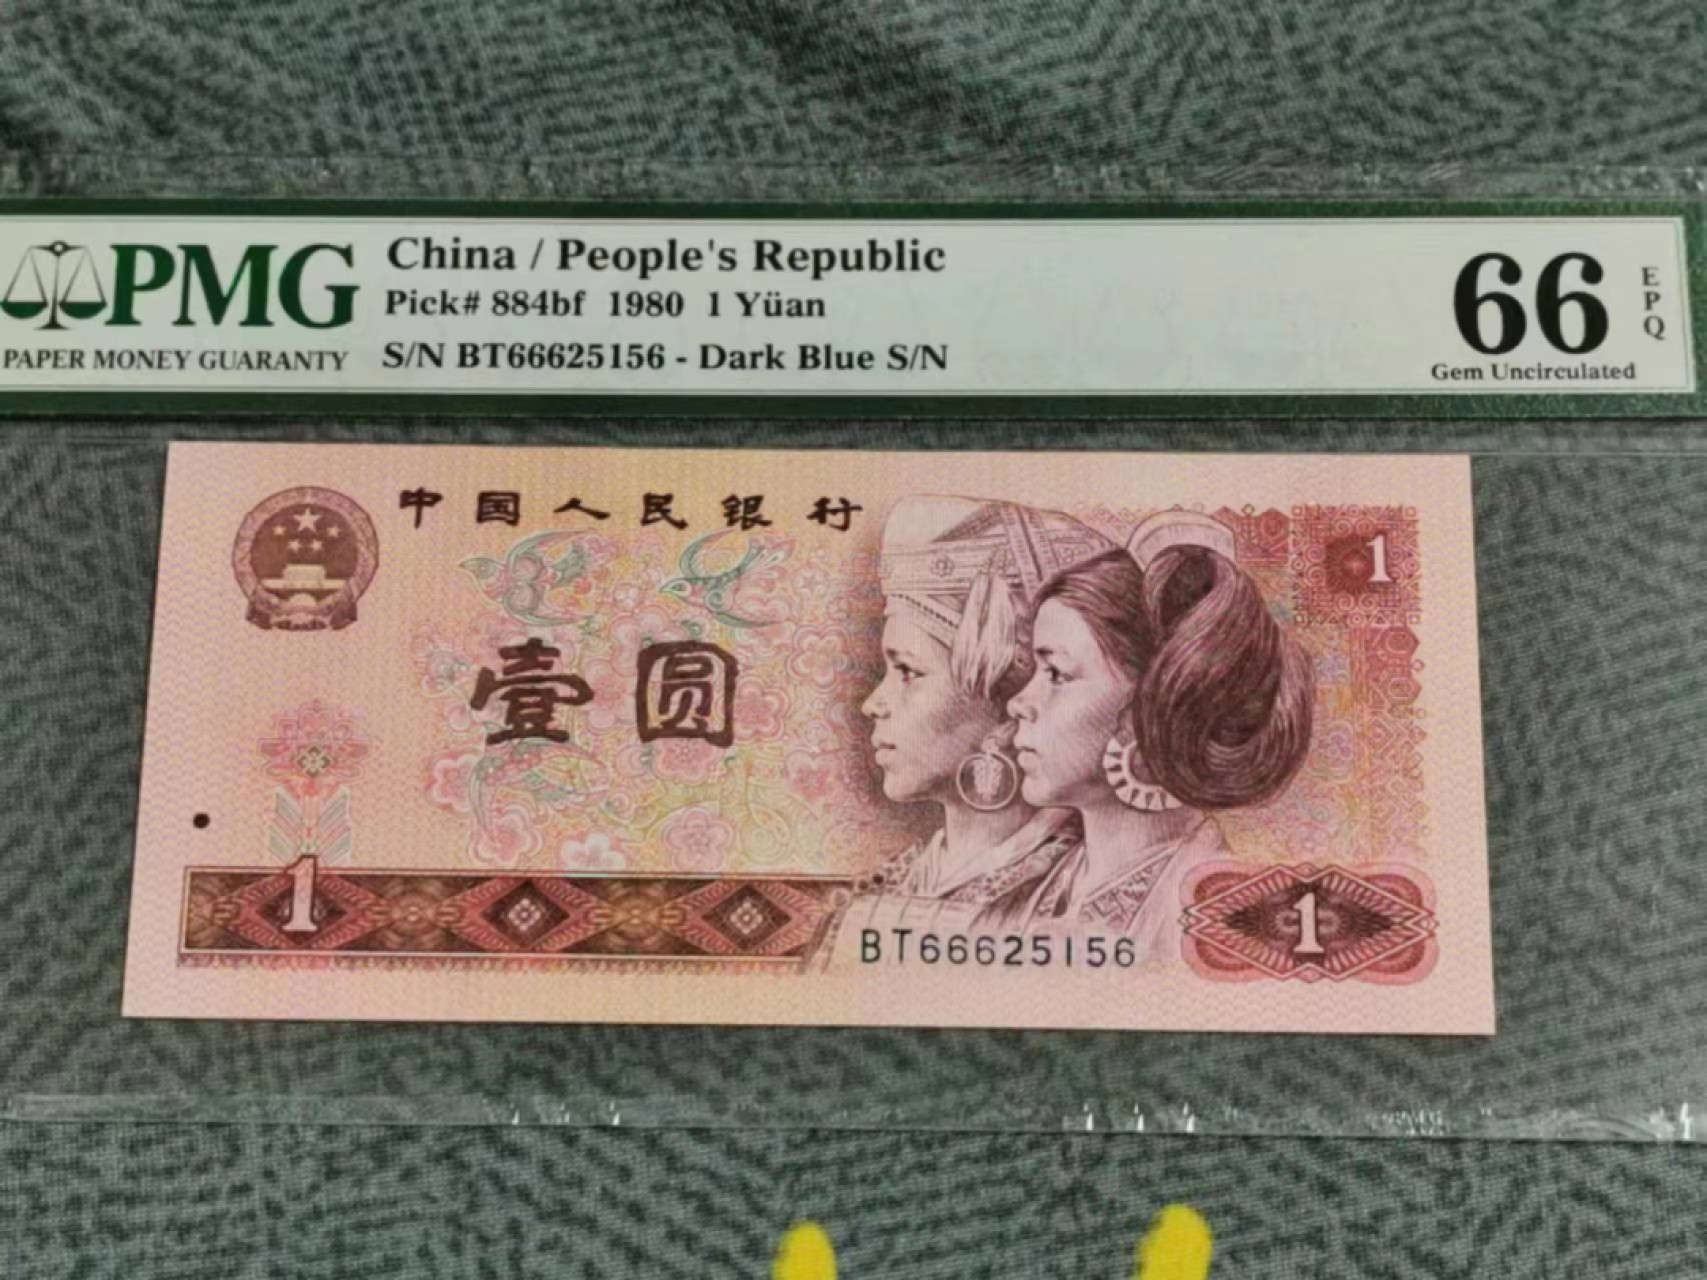 PMG
PAPER MONEY GUARANTY
China / People's Republic
Pick# 884bf 1980 1 Yüan
S/N BT66625156 - Dark Blue S/N
66
EPQ
Gem Uncirculated
中国人民银行
1
壹圆
1
BT66625156
1